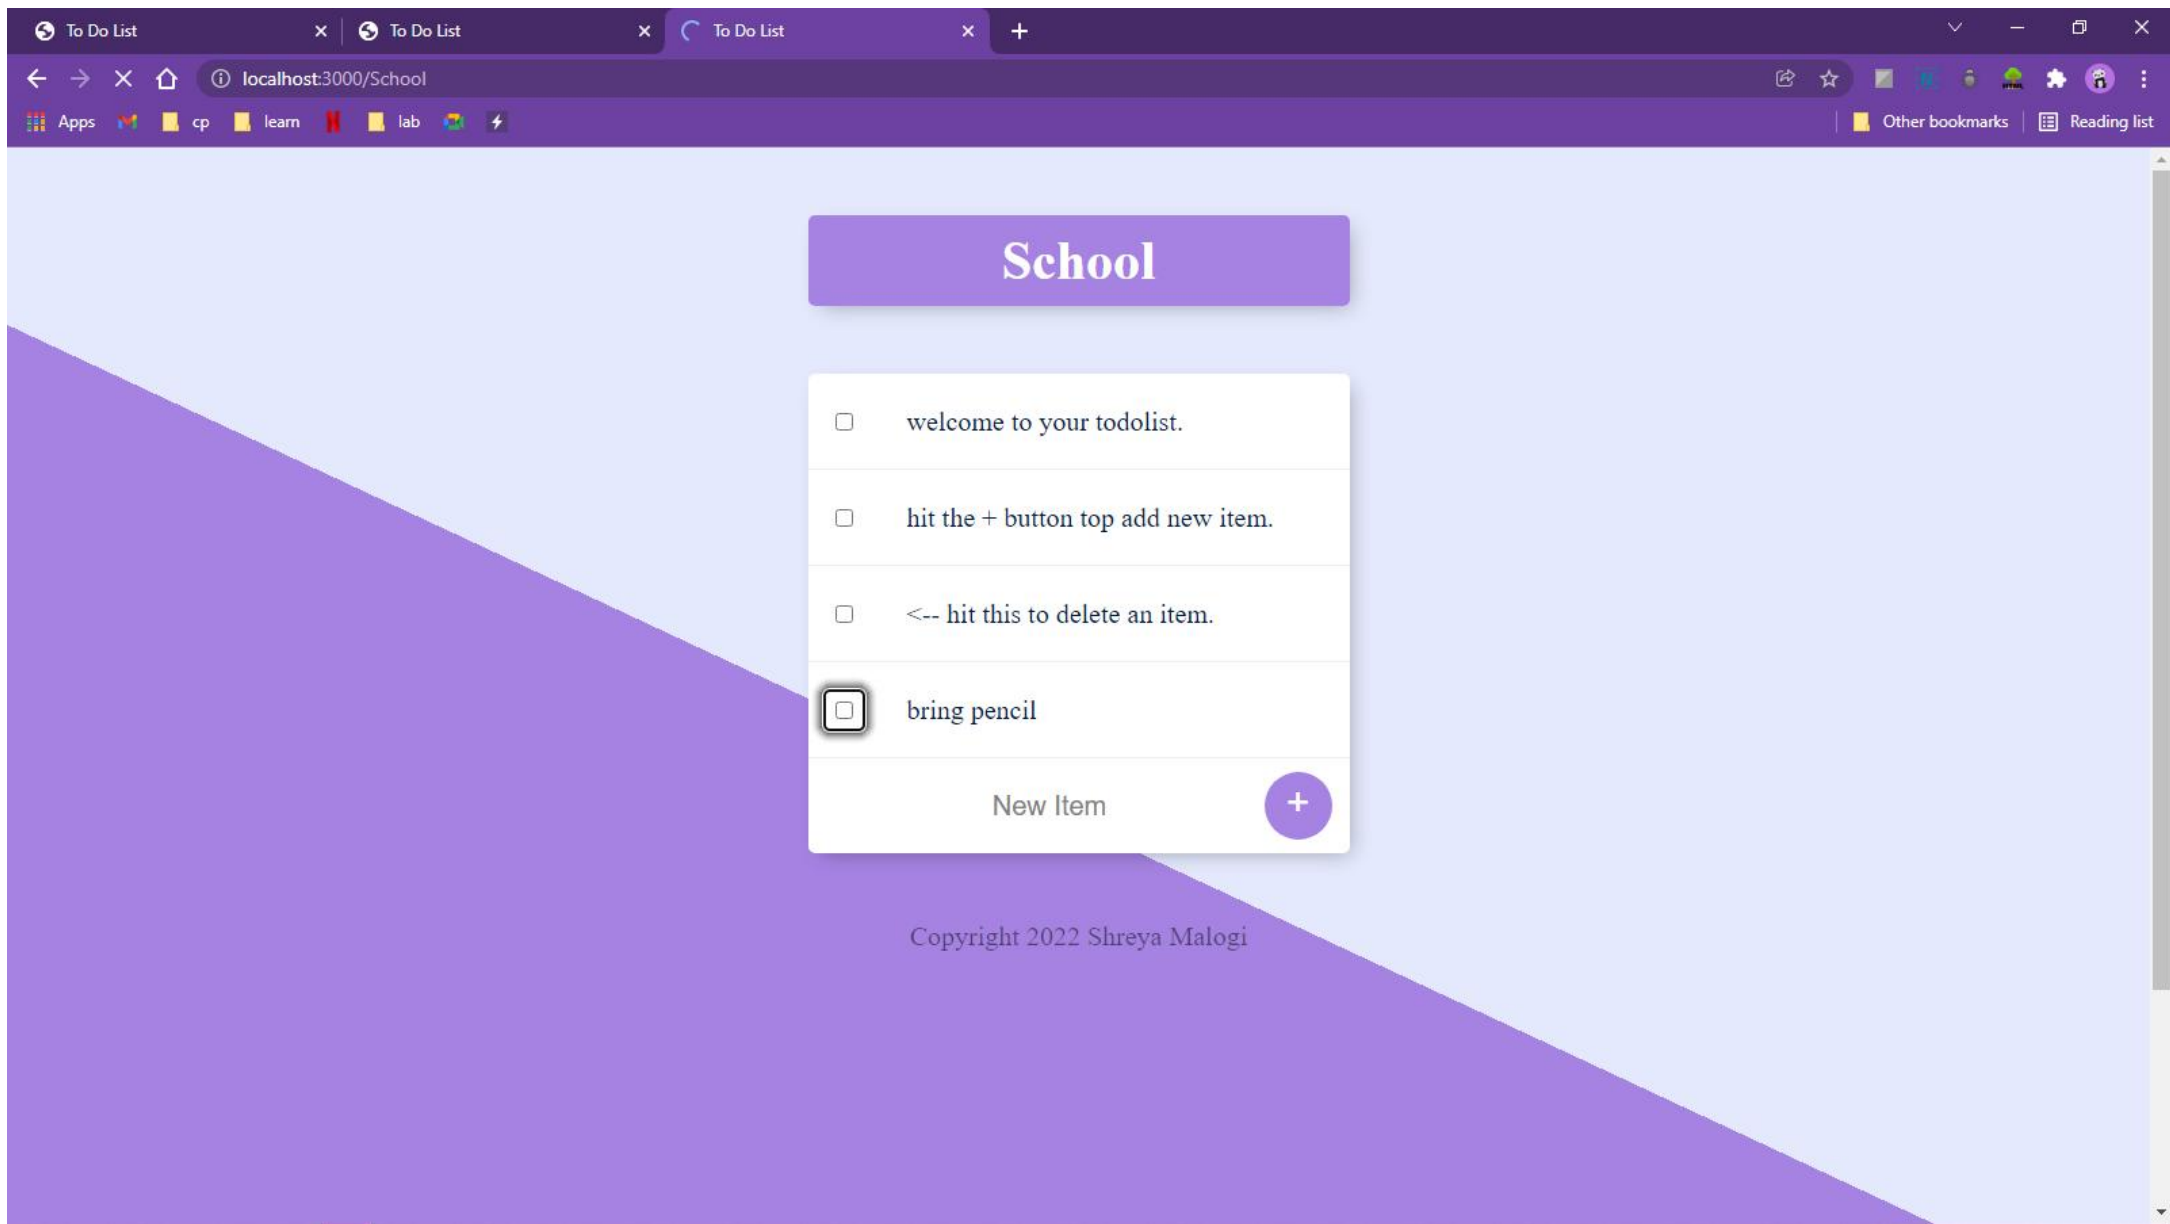 To Do List
To Do List
To Do List
localhost:3000/School
Apps
cp
learn
lab
Other bookmarks
Reading list
School
welcome to your todolist.
hit the + button top add new item.
<-- hit this to delete an item.
bring pencil
New Item
+
Copyright 2022 Shreya Malogi